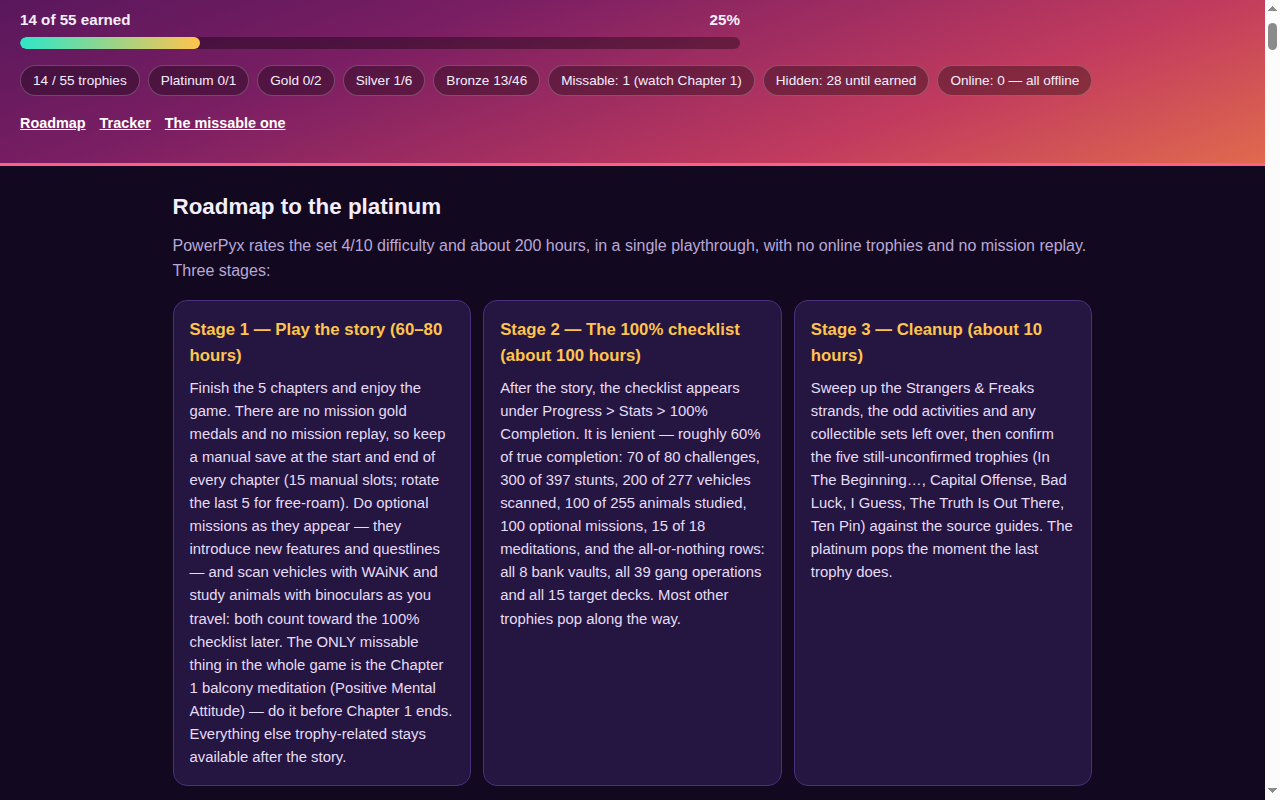 14 of 55 earned 25%
14 / 55 trophies Platinum 0/1 Gold 0/2 Silver 1/6 Bronze 13/46 Missable: 1 (watch Chapter 1) Hidden: 28 until earned Online: 0 — all offline
Roadmap Tracker The missable one
Roadmap to the platinum
PowerPyx rates the set 4/10 difficulty and about 200 hours, in a single playthrough, with no online trophies and no mission replay.
Three stages:
Stage 1 — Play the story (60–80
hours)
Finish the 5 chapters and enjoy the
game. There are no mission gold
medals and no mission replay, so keep
a manual save at the start and end of
every chapter (15 manual slots; rotate
the last 5 for free-roam). Do optional
missions as they appear — they
introduce new features and questlines
— and scan vehicles with WAiNK and
study animals with binoculars as you
travel: both count toward the 100%
checklist later. The ONLY missable
thing in the whole game is the Chapter
1 balcony meditation (Positive Mental
Attitude) — do it before Chapter 1 ends.
Everything else trophy-related stays
available after the story.
Stage 2 — The 100% checklist
(about 100 hours)
After the story, the checklist appears
under Progress > Stats > 100%
Completion. It is lenient — roughly 60%
of true completion: 70 of 80 challenges,
300 of 397 stunts, 200 of 277 vehicles
scanned, 100 of 255 animals studied,
100 optional missions, 15 of 18
meditations, and the all-or-nothing rows:
all 8 bank vaults, all 39 gang operations
and all 15 target decks. Most other
trophies pop along the way.
Stage 3 — Cleanup (about 10
hours)
Sweep up the Strangers & Freaks
strands, the odd activities and any
collectible sets left over, then confirm
the five still-unconfirmed trophies (In
The Beginning…, Capital Offense, Bad
Luck, I Guess, The Truth Is Out There,
Ten Pin) against the source guides. The
platinum pops the moment the last
trophy does.